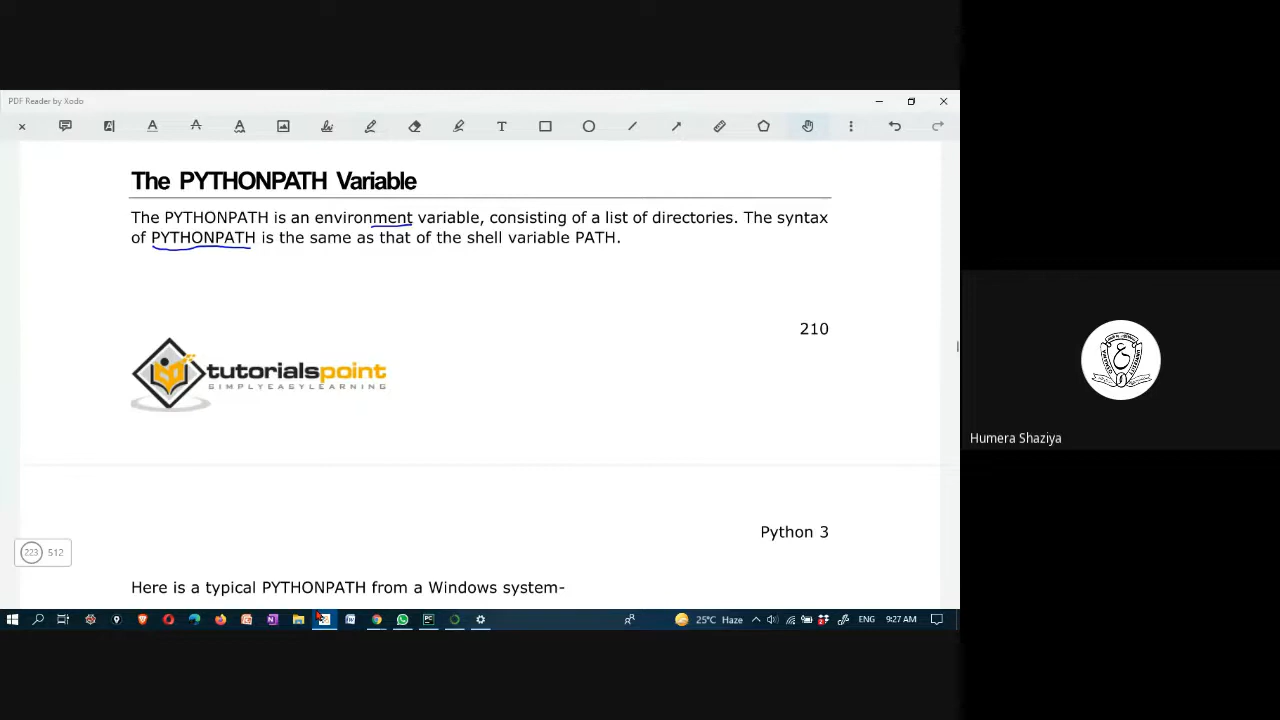 PDF Reader by Xodo
The PYTHONPATH Variable
The PYTHONPATH is an environment variable, consisting of a list of directories. The syntax
of PYTHONPATH is the same as that of the shell variable PATH.
210
tutorialspoint
SIMPLYEASYLEARNING
Humera Shaziya
Python 3
223 512
Here is a typical PYTHONPATH from a Windows system-
25°C Haze ENG 9:27 AM